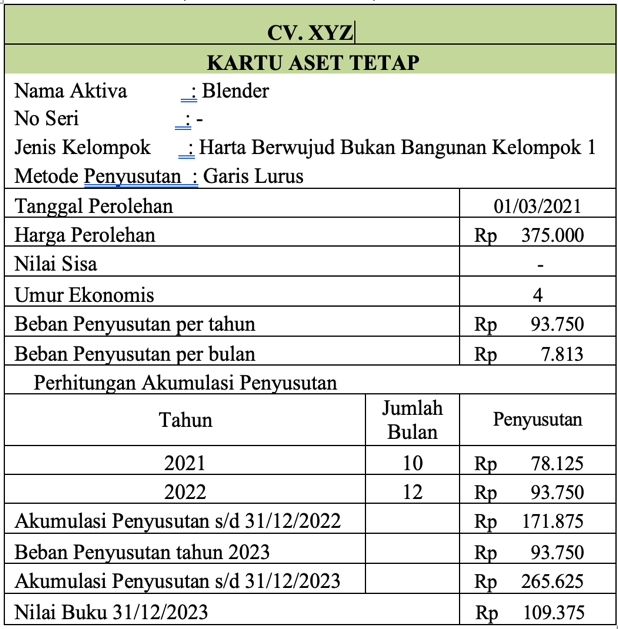 CV. XYZ
KARTU ASET TETAP
Nama Aktiva : Blender
No Seri : -
Jenis Kelompok : Harta Berwujud Bukan Bangunan Kelompok 1
Metode Penyusutan : Garis Lurus
Tanggal Perolehan 01/03/2021
Harga Perolehan Rp 375.000
Nilai Sisa -
Umur Ekonomis 4
Beban Penyusutan per tahun Rp 93.750
Beban Penyusutan per bulan Rp 7.813
Perhitungan Akumulasi Penyusutan
Tahun Jumlah Bulan Penyusutan
2021 10 Rp 78.125
2022 12 Rp 93.750
Akumulasi Penyusutan s/d 31/12/2022 Rp 171.875
Beban Penyusutan tahun 2023 Rp 93.750
Akumulasi Penyusutan s/d 31/12/2023 Rp 265.625
Nilai Buku 31/12/2023 Rp 109.375